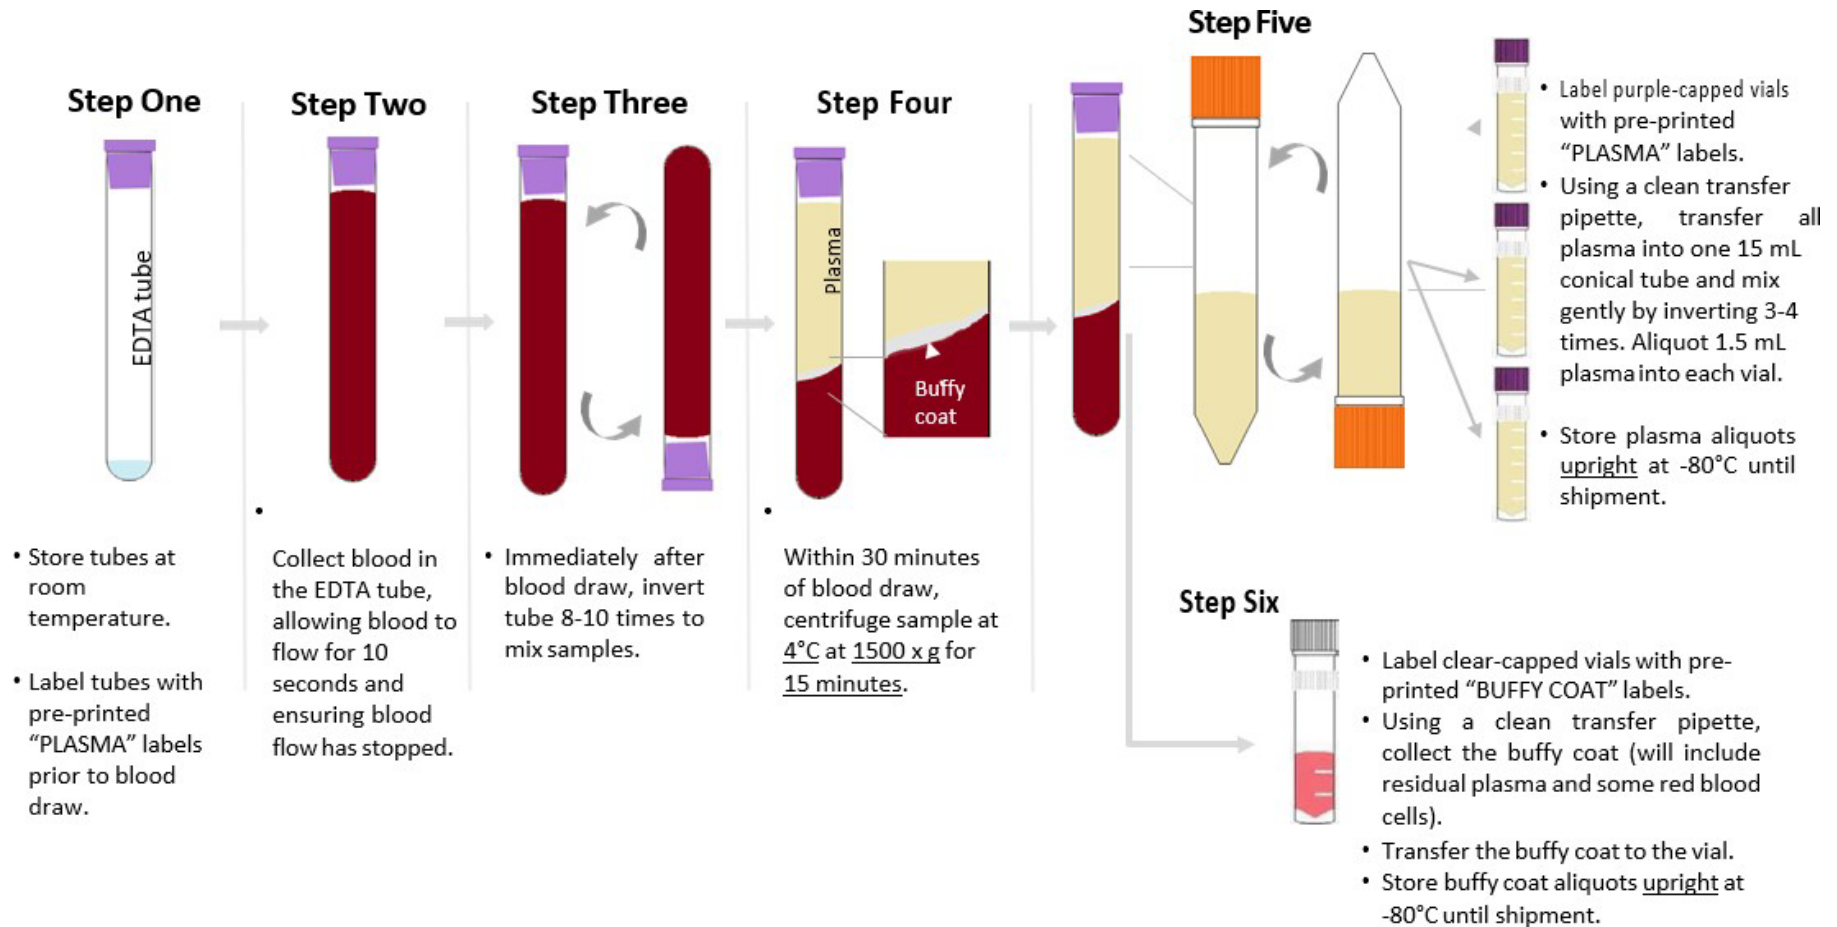 Step One
EDTA tube
• Store tubes at
room
temperature.
• Label tubes with
pre-printed
“PLASMA” labels
prior to blood
draw.
Step Two
•
Collect blood in
the EDTA tube,
allowing blood to
flow for 10
seconds and
ensuring blood
flow has stopped.
Step Three
• Immediately after
blood draw, invert
tube 8-10 times to
mix samples.
Step Four
Plasma
Buffy
coat
•
Within 30 minutes
of blood draw,
centrifuge sample at
4°C at 1500 x g for
15 minutes.
Step Five
• Label purple-capped vials
with pre-printed
“PLASMA” labels.
• Using a clean transfer
pipette, transfer all
plasma into one 15 mL
conical tube and mix
gently by inverting 3-4
times. Aliquot 1.5 mL
plasma into each vial.
• Store plasma aliquots
upright at -80°C until
shipment.
Step Six
• Label clear-capped vials with pre-
printed “BUFFY COAT” labels.
• Using a clean transfer pipette,
collect the buffy coat (will include
residual plasma and some red blood
cells).
• Transfer the buffy coat to the vial.
• Store buffy coat aliquots upright at
-80°C until shipment.